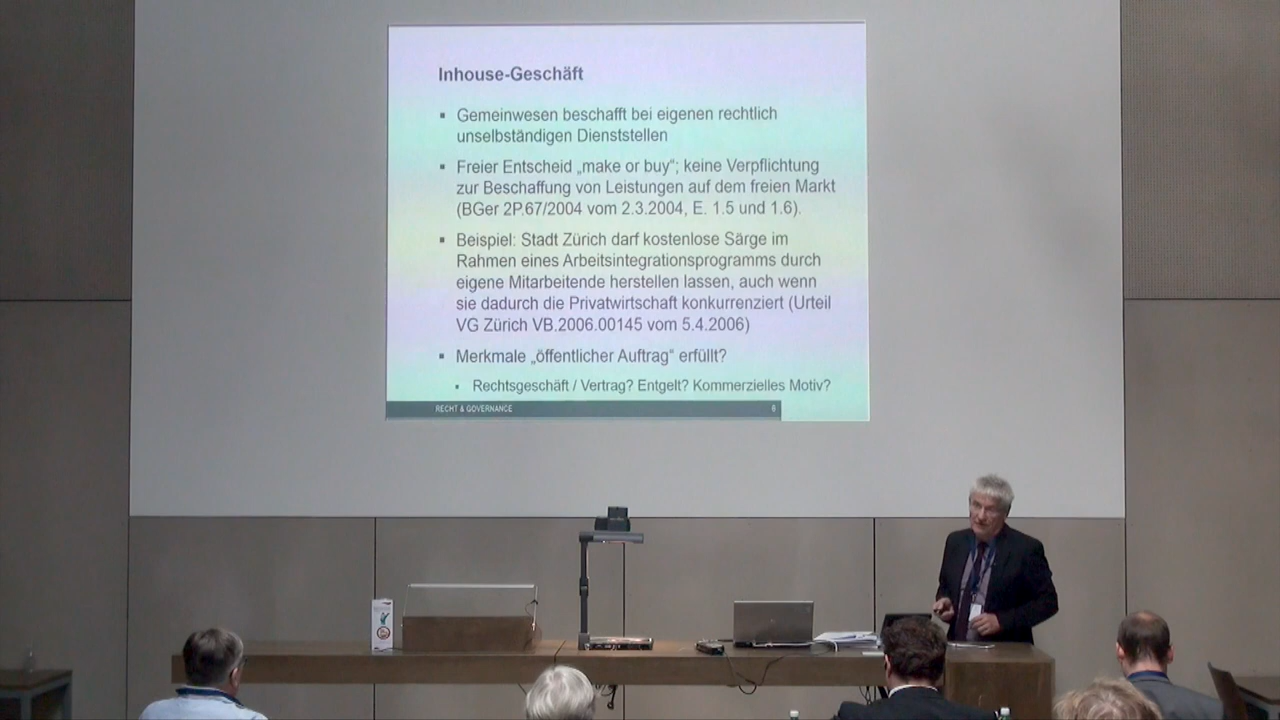 Inhouse-Geschäft
▪ Gemeinwesen beschafft bei eigenen rechtlich
unselbständigen Dienststellen
▪ Freier Entscheid „make or buy“; keine Verpflichtung
zur Beschaffung von Leistungen auf dem freien Markt
(BGer 2P.67/2004 vom 2.3.2004, E. 1.5 und 1.6).
▪ Beispiel: Stadt Zürich darf kostenlose Särge im
Rahmen eines Arbeitsintegrationsprogramms durch
eigene Mitarbeitende herstellen lassen, auch wenn
sie dadurch die Privatwirtschaft konkurrenziert (Urteil
VG Zürich VB.2006.00145 vom 5.4.2006)
▪ Merkmale „öffentlicher Auftrag“ erfüllt?
▪ Rechtsgeschäft / Vertrag? Entgelt? Kommerzielles Motiv?
RECHT & GOVERNANCE 6